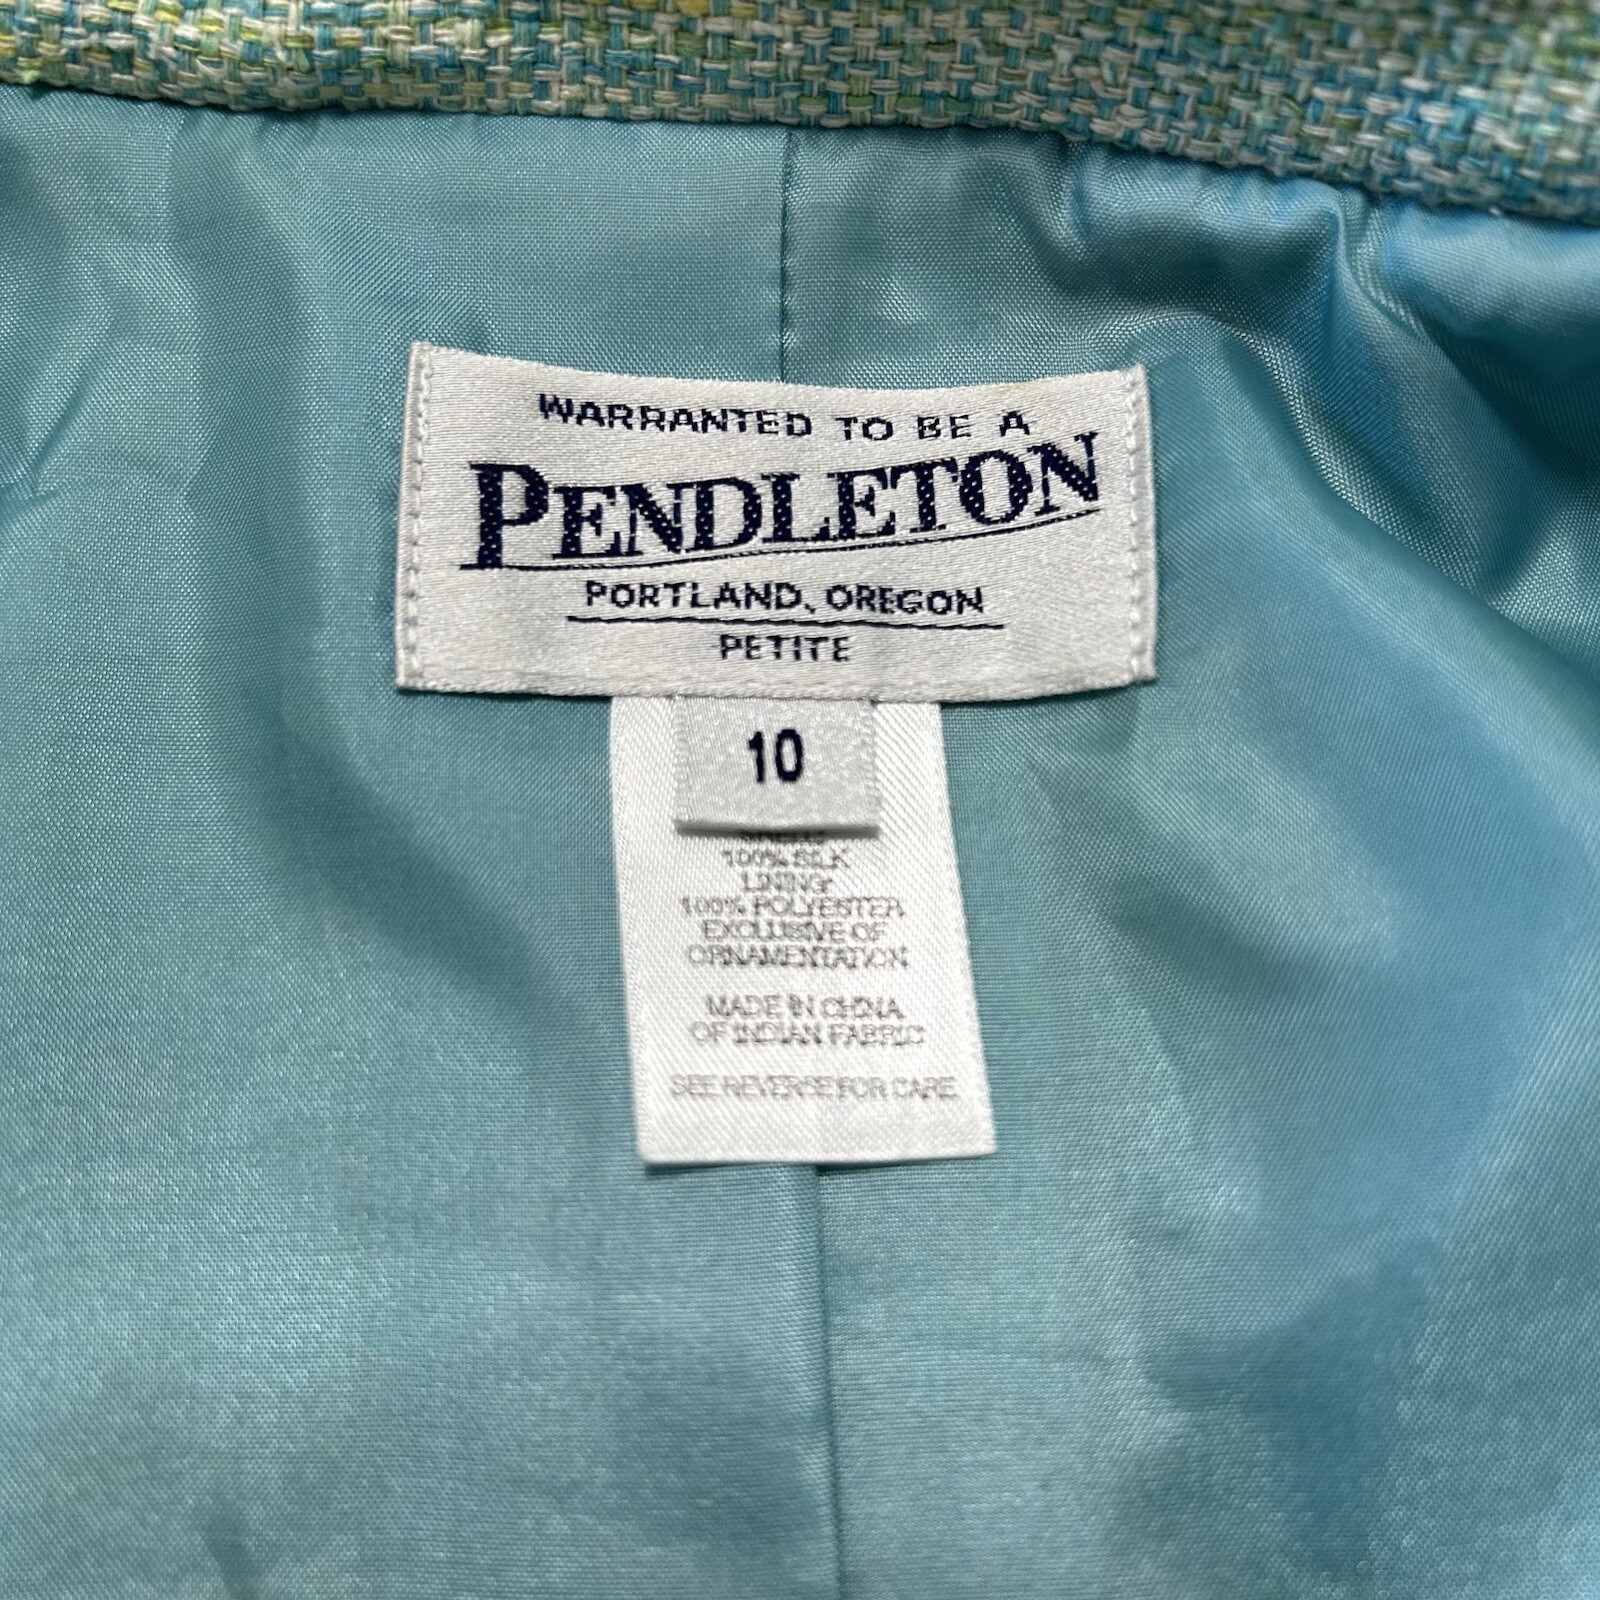 WARRANTED TO BE A
PENDLETON
PORTLAND, OREGON
PETITE
10
SHELL:
100% SILK
LINING:
100% POLYESTER
EXCLUSIVE OF
ORNAMENTATION
MADE IN CHINA
OF INDIAN FABRIC
SEE REVERSE FOR CARE